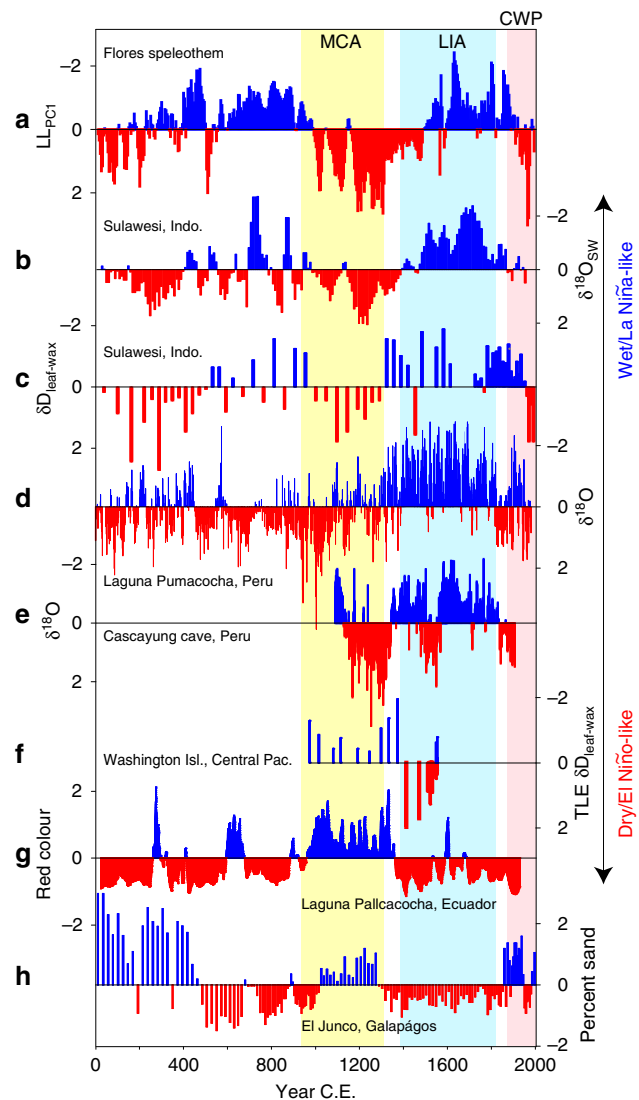 CWP
MCA
LIA
Flores speleothem
a
LL_PC1
−2
0
2
Sulawesi, Indo.
b
δ18O_SW
−2
0
2
Sulawesi, Indo.
c
δD_leaf-wax
−2
0
2
d
δ18O
−2
0
2
Laguna Pumacocha, Peru
e
δ18O
−2
0
2
Cascayung cave, Peru
f
TLE δD_leaf-wax
−2
0
2
Washington Isl., Central Pac.
g
Red colour
2
0
−2
Laguna Pallcacocha, Ecuador
h
Percent sand
2
0
−2
El Junco, Galapágos
Wet/La Niña-like
Dry/El Niño-like
0 400 800 1200 1600 2000
Year C.E.